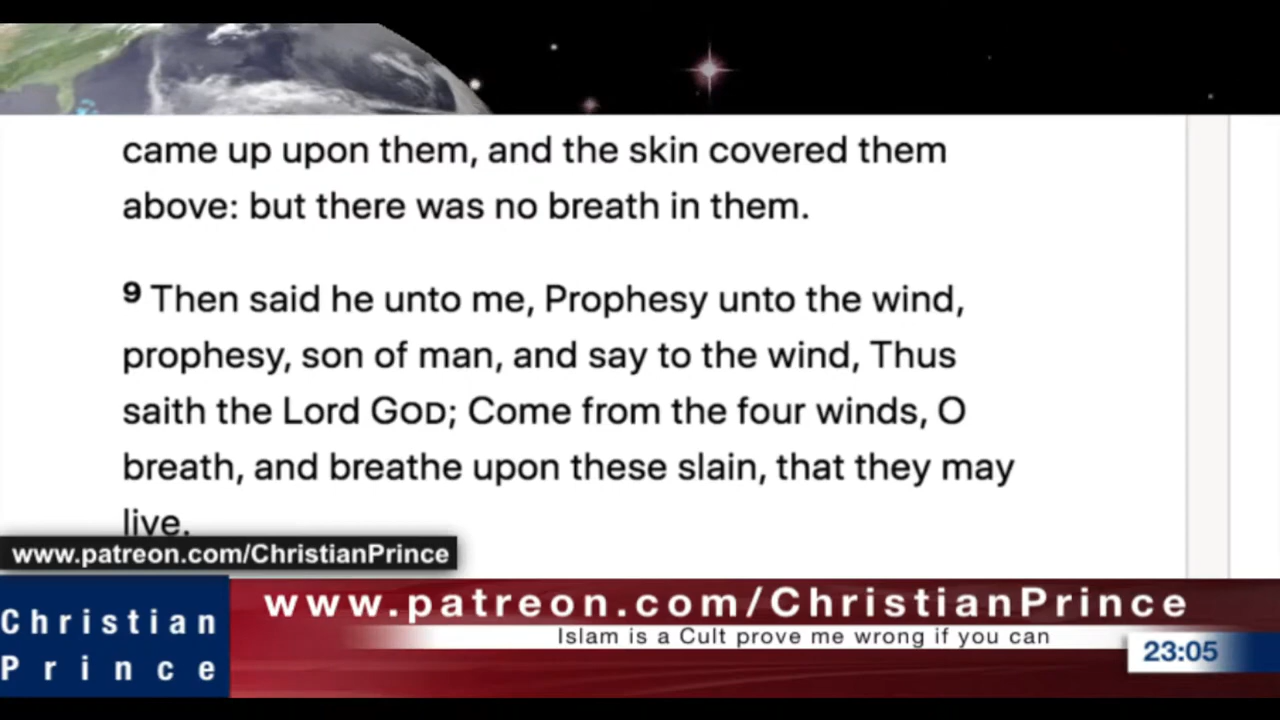 came up upon them, and the skin covered them
above: but there was no breath in them.
9 Then said he unto me, Prophesy unto the wind,
prophesy, son of man, and say to the wind, Thus
saith the Lord GOD; Come from the four winds, O
breath, and breathe upon these slain, that they may
live.
www.patreon.com/ChristianPrince
www.patreon.com/ChristianPrince
Islam is a Cult prove me wrong if you can
Christian
Prince
23:05